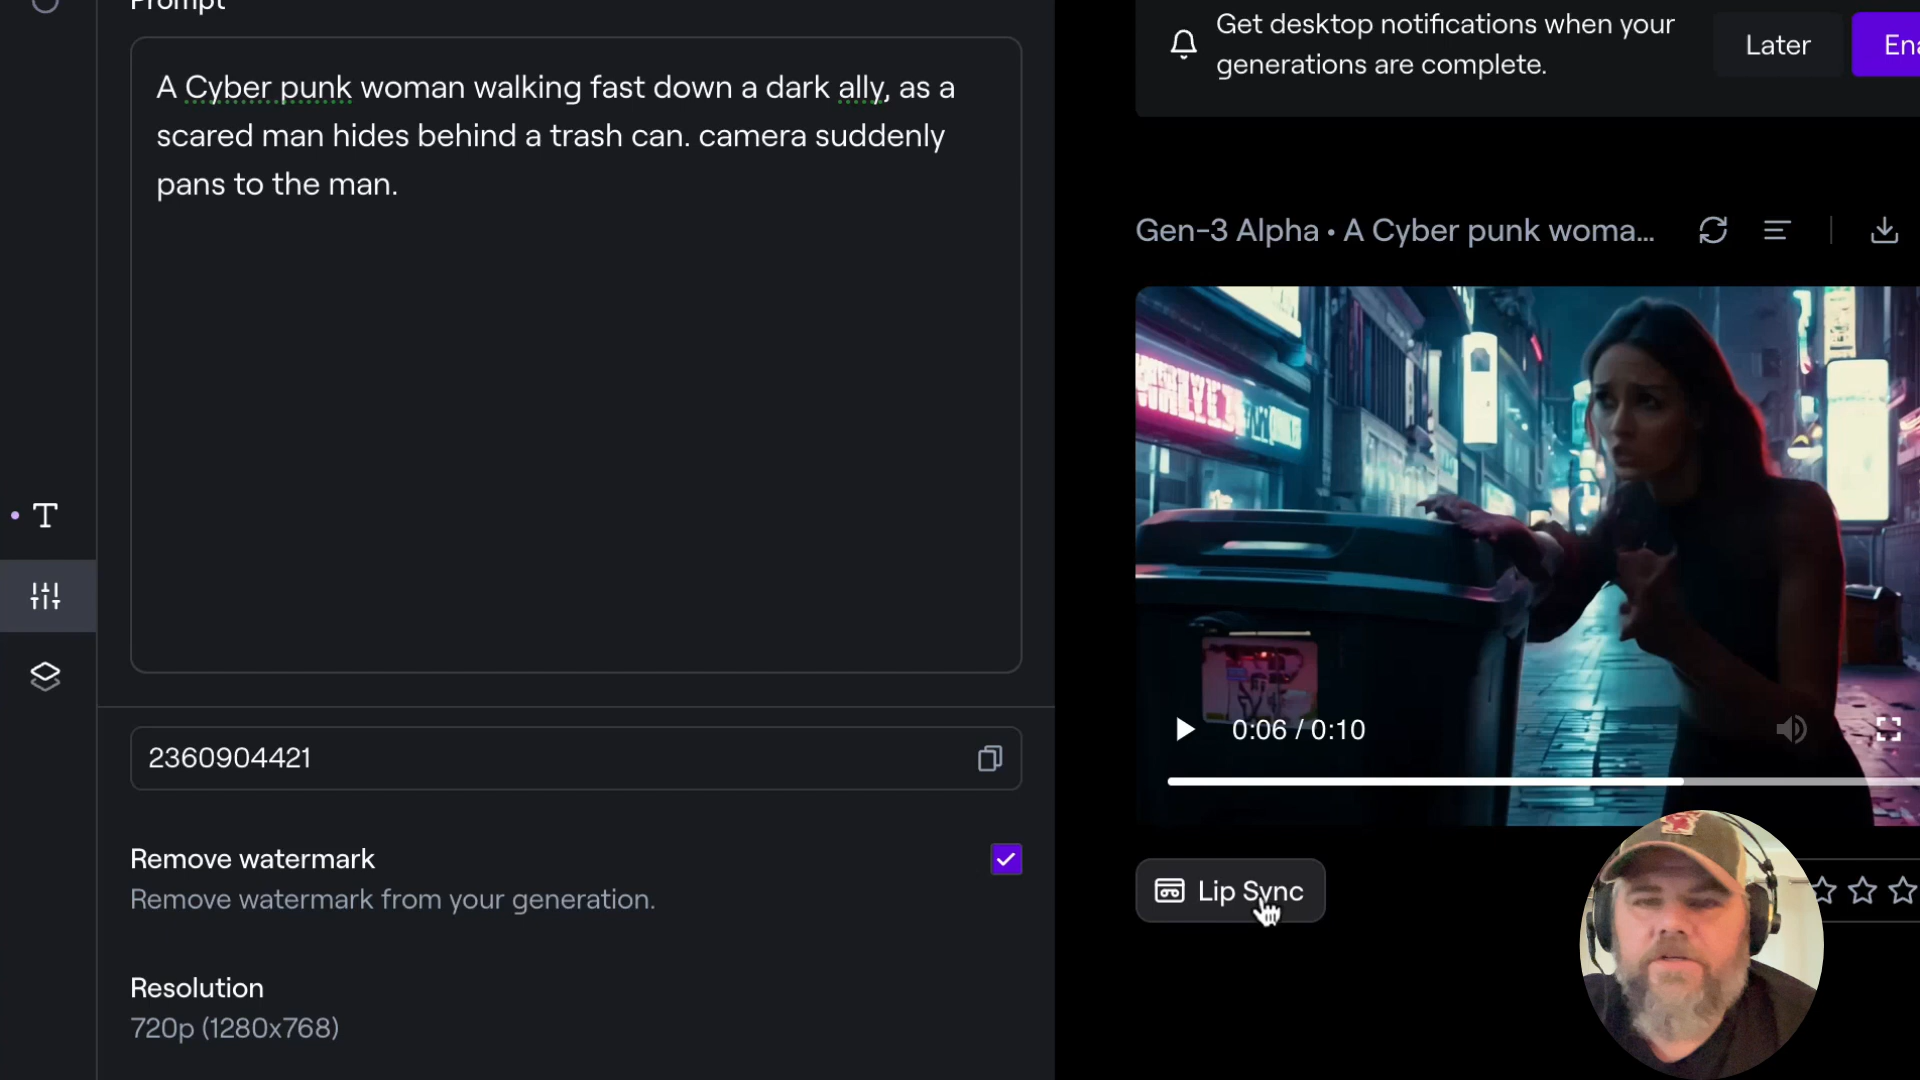 Prompt
A Cyber punk woman walking fast down a dark ally, as a
scared man hides behind a trash can. camera suddenly
pans to the man.
T
2360904421
Remove watermark
Remove watermark from your generation.
Resolution
720p (1280x768)
Get desktop notifications when your
generations are complete.
Later
Ena
Gen-3 Alpha • A Cyber punk woma...
0:06 / 0:10
Lip Sync